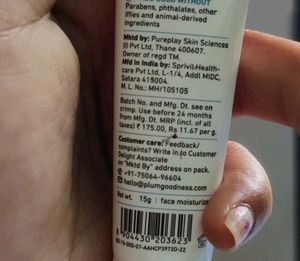 GOOD WITHOUT
Parabens, phthalates, other
iffies and animal-derived
ingredients
Mktd by: Pureplay Skin Sciences
(I) Pvt Ltd, Thane 400607.
Owner of regd TM.
Mfd in India by: Sprivil Health-
care Pvt Ltd, L-1/4, Addl MIDC,
Satara 415004.
M. L. No.: MH/105105
Batch No. and Mfg. Dt. see on
crimp. Use before 24 months
from Mfg. Dt. MRP (incl. of all
taxes) ₹ 175.00, Rs 11.67 per g.
Customer care: Feedback/
complaints? Write in to Customer
Delight Associate
on "Mktd By" address on pack.
+91-75064-96604
hello@plumgoodness.com
Net wt. 15g | face moisturiz
904430 203623